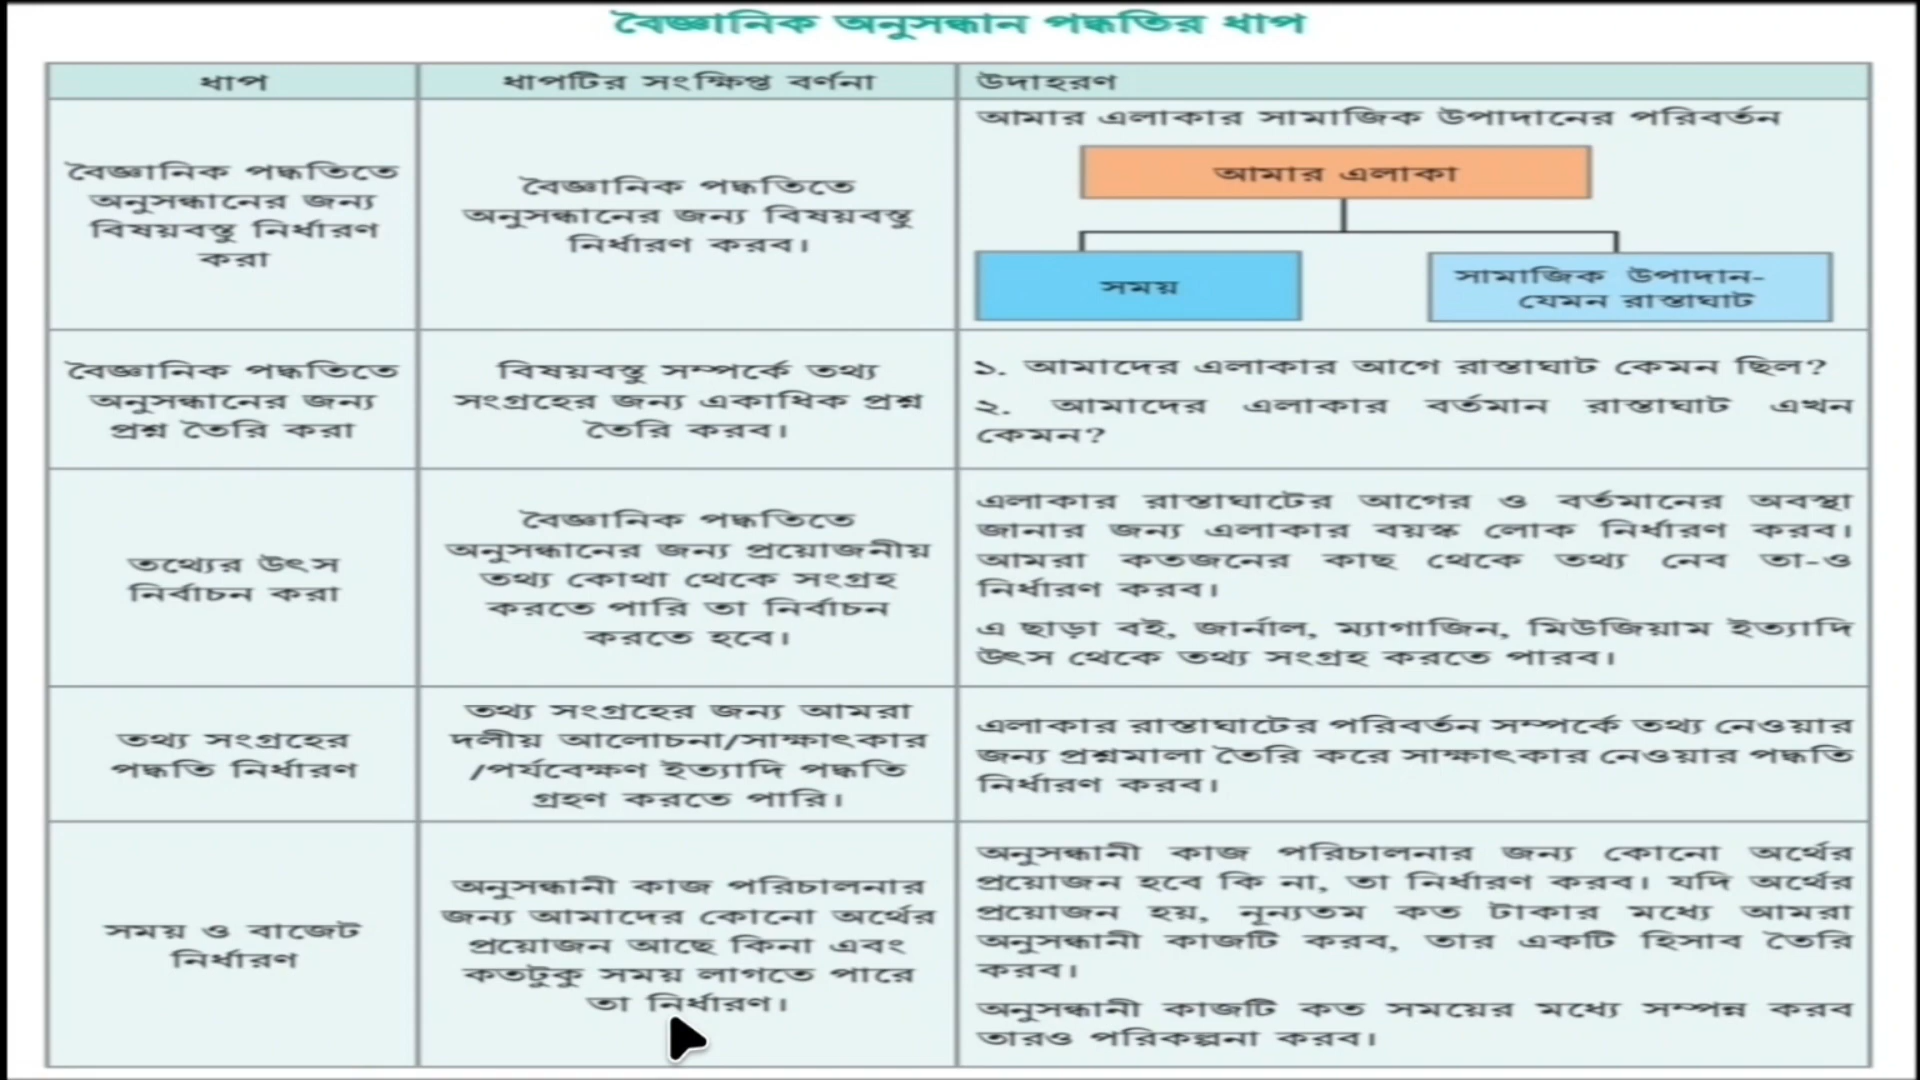 বৈজ্ঞানিক অনুসন্ধান পদ্ধতির ধাপ
ধাপ
ধাপটির সংক্ষিপ্ত বর্ণনা
উদাহরণ
বৈজ্ঞানিক পদ্ধতিতে
অনুসন্ধানের জন্য
বিষয়বস্তু নির্ধারণ
করা
বৈজ্ঞানিক পদ্ধতিতে
অনুসন্ধানের জন্য বিষয়বস্তু
নির্ধারণ করব।
আমার এলাকার সামাজিক উপাদানের পরিবর্তন
আমার এলাকা
সময়
সামাজিক উপাদান-
যেমন রাস্তাঘাট
বৈজ্ঞানিক পদ্ধতিতে
অনুসন্ধানের জন্য
প্রশ্ন তৈরি করা
বিষয়বস্তু সম্পর্কে তথ্য
সংগ্রহের জন্য একাধিক প্রশ্ন
তৈরি করব।
১. আমাদের এলাকার আগে রাস্তাঘাট কেমন ছিল?
২. আমাদের এলাকার বর্তমান রাস্তাঘাট এখন
কেমন?
তথ্যের উৎস
নির্বাচন করা
বৈজ্ঞানিক পদ্ধতিতে
অনুসন্ধানের জন্য প্রয়োজনীয়
তথ্য কোথা থেকে সংগ্রহ
করতে পারি তা নির্বাচন
করতে হবে।
এলাকার রাস্তাঘাটের আগের ও বর্তমানের অবস্থা
জানার জন্য এলাকার বয়স্ক লোক নির্ধারণ করব।
আমরা কতজনের কাছ থেকে তথ্য নেব তা-ও
নির্ধারণ করব।
এ ছাড়া বই, জার্নাল, ম্যাগাজিন, মিউজিয়াম ইত্যাদি
উৎস থেকে তথ্য সংগ্রহ করতে পারব।
তথ্য সংগ্রহের
পদ্ধতি নির্ধারণ
তথ্য সংগ্রহের জন্য আমরা
দলীয় আলোচনা/সাক্ষাৎকার
/পর্যবেক্ষণ ইত্যাদি পদ্ধতি
গ্রহণ করতে পারি।
এলাকার রাস্তাঘাটের পরিবর্তন সম্পর্কে তথ্য নেওয়ার
জন্য প্রশ্নমালা তৈরি করে সাক্ষাৎকার নেওয়ার পদ্ধতি
নির্ধারণ করব।
সময় ও বাজেট
নির্ধারণ
অনুসন্ধানী কাজ পরিচালনার
জন্য আমাদের কোনো অর্থের
প্রয়োজন আছে কিনা এবং
কতটুকু সময় লাগতে পারে
তা নির্ধারণ।
অনুসন্ধানী কাজ পরিচালনার জন্য কোনো অর্থের
প্রয়োজন হবে কি না, তা নির্ধারণ করব। যদি অর্থের
প্রয়োজন হয়, নূন্যতম কত টাকার মধ্যে আমরা
অনুসন্ধানী কাজটি করব, তার একটি হিসাব তৈরি
করব।
অনুসন্ধানী কাজটি কত সময়ের মধ্যে সম্পন্ন করব
তারও পরিকল্পনা করব।